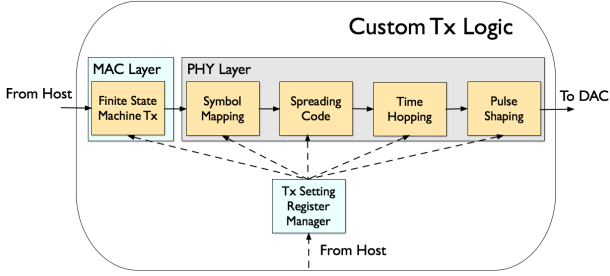 Custom Tx Logic
MAC Layer
PHY Layer
From Host
To DAC
Finite State
Machine Tx
Symbol
Mapping
Spreading
Code
Time
Hopping
Pulse
Shaping
Tx Setting
Register
Manager
From Host